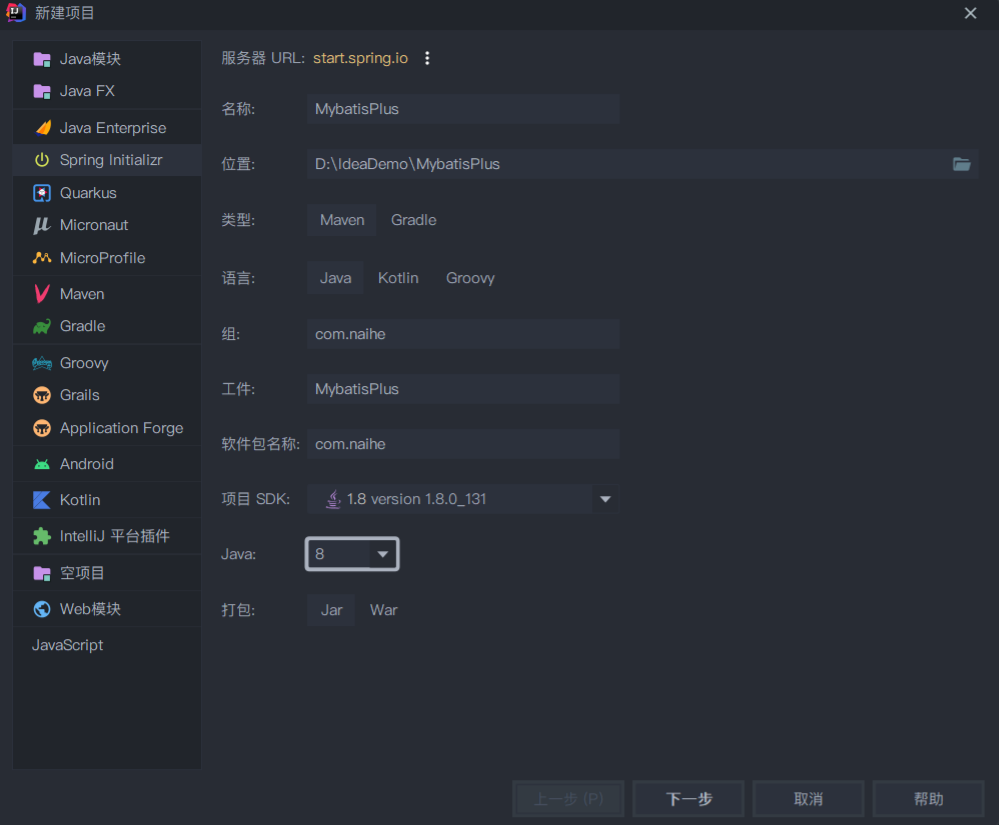 新建项目
Java模块
Java FX
Java Enterprise
Spring Initializr
Quarkus
Micronaut
MicroProfile
Maven
Gradle
Groovy
Grails
Application Forge
Android
Kotlin
IntelliJ 平台插件
空项目
Web模块
JavaScript
服务器 URL: start.spring.io
名称: MybatisPlus
位置: D:\IdeaDemo\MybatisPlus
类型: Maven Gradle
语言: Java Kotlin Groovy
组: com.naihe
工件: MybatisPlus
软件包名称: com.naihe
项目 SDK: 1.8 version 1.8.0_131
Java: 8
打包: Jar War
上一步 (P) 下一步 取消 帮助